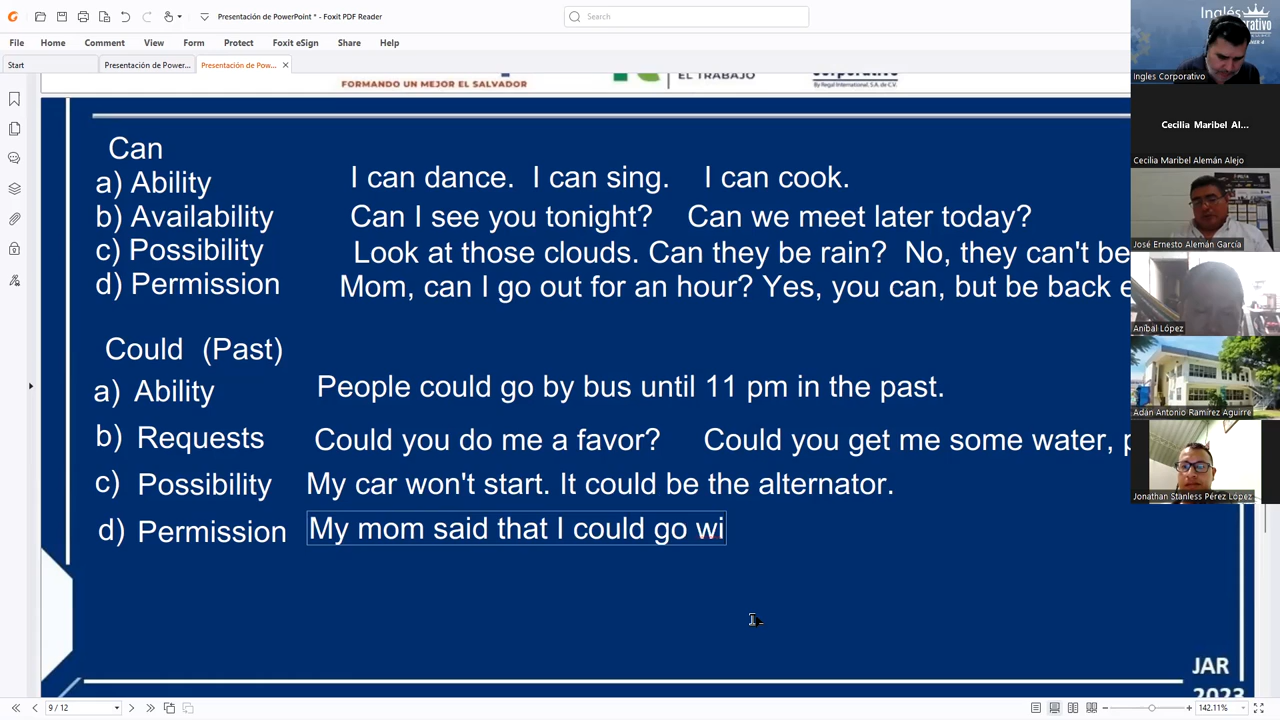 Presentación de PowerPoint * - Foxit PDF Reader
Search
File Home Comment View Form Protect Foxit eSign Share Help
Start Presentación de Power... Presentación de Pow...
FORMANDO UN MEJOR EL SALVADOR
EL TRABAJO
By Regal International, S.A. de C.V.
Can
a) Ability I can dance. I can sing. I can cook.
b) Availability Can I see you tonight? Can we meet later today?
c) Possibility Look at those clouds. Can they be rain? No, they can't be
d) Permission Mom, can I go out for an hour? Yes, you can, but be back e
Could (Past)
a) Ability People could go by bus until 11 pm in the past.
b) Requests Could you do me a favor? Could you get me some water, p
c) Possibility My car won't start. It could be the alternator.
d) Permission My mom said that I could go wi
JAR
2023
9 / 12
142.11%
Inglés
Ingles Corporativo
Cecilia Maribel Al...
Cecilia Maribel Alemán Alejo
José Ernesto Alemán García
Aníbal López
Adán Antonio Ramírez Aguirre
Jonathan Stanless Pérez López